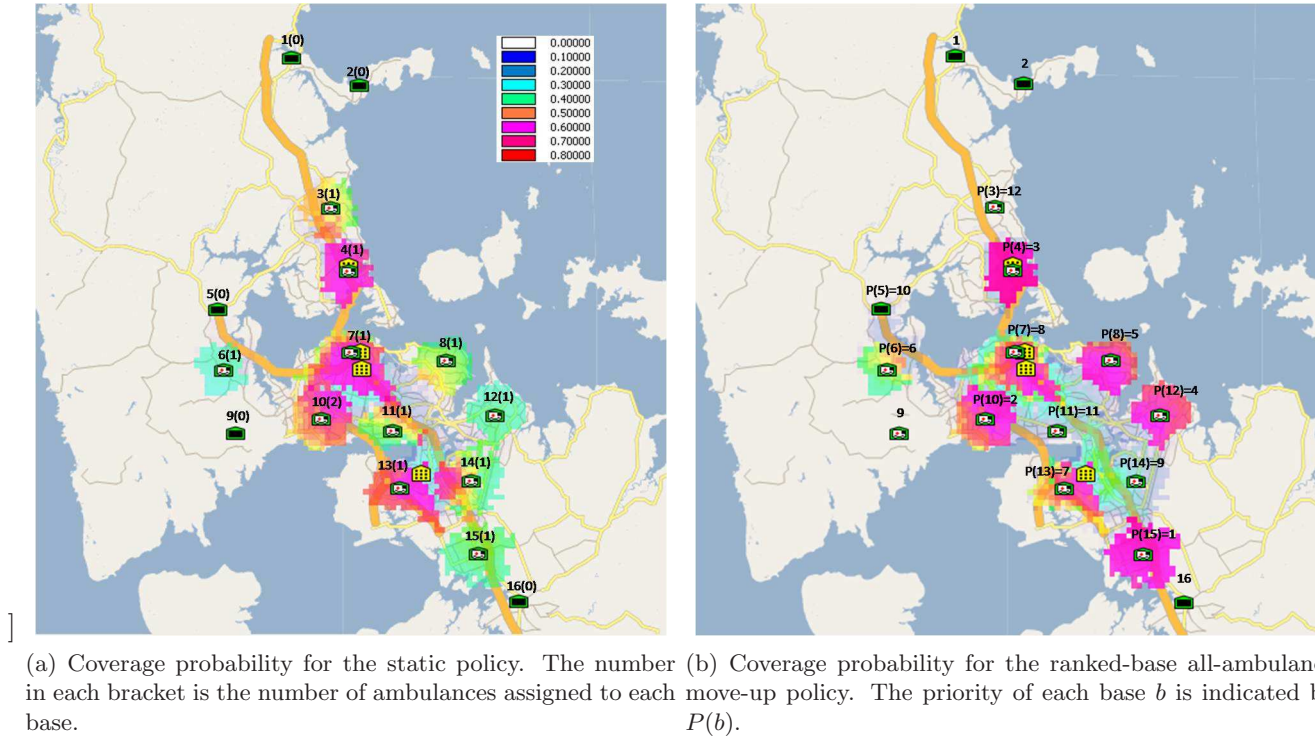 1(0)
2(0)
0.00000
0.10000
0.20000
0.30000
0.40000
0.50000
0.60000
0.70000
0.80000
3(1)
4(1)
5(0)
7(1)
6(1)
8(1)
12(1)
10(2)
11(1)
9(0)
13(1)
14(1)
15(1)
16(0)
]
1
2
P(3)=12
P(4)=3
P(5)=10
P(7)=8
P(8)=5
P(6)=6
P(12)=4
P(10)=2
P(11)=11
9
P(13)=7
P(14)=9
P(15)=1
16
(a) Coverage probability for the static policy. The number
in each bracket is the number of ambulances assigned to each
base.
(b) Coverage probability for the ranked-base all-ambulan
move-up policy. The priority of each base b is indicated b
P(b).